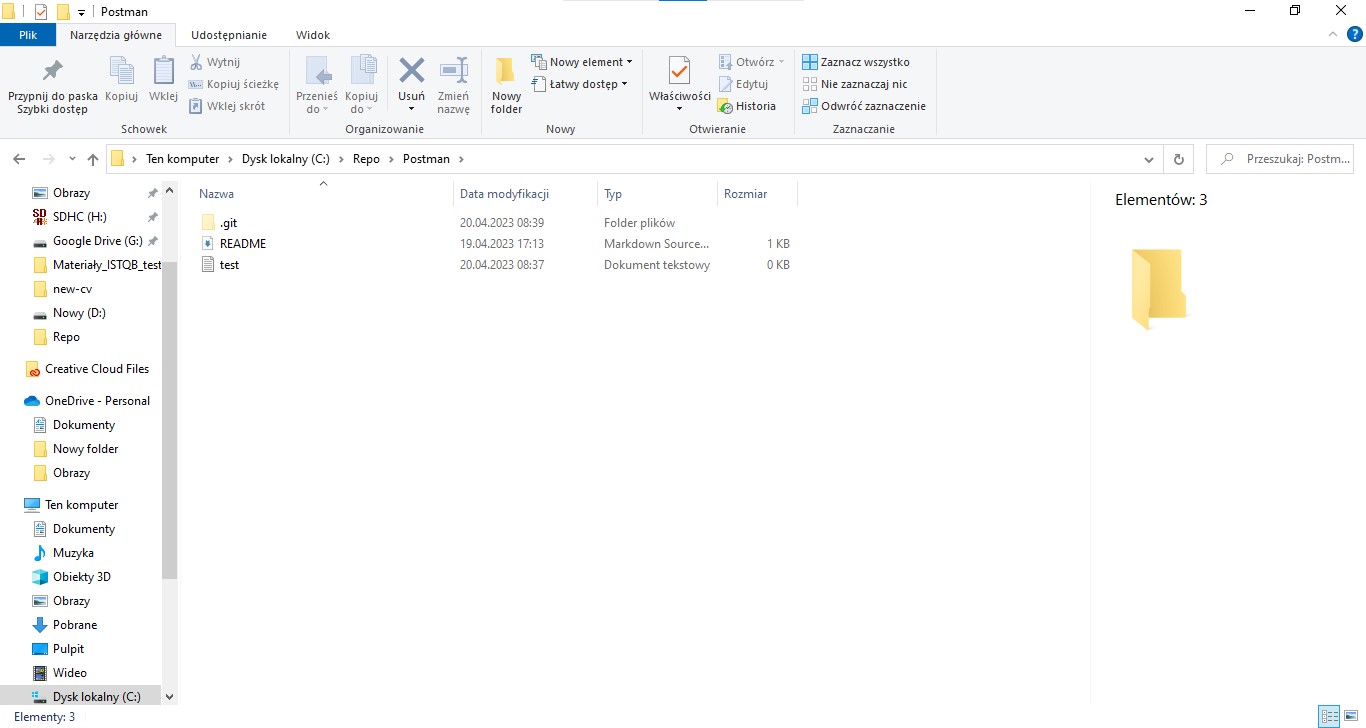 Postman
Plik Narzędzia główne Udostępnianie Widok
Przypnij do paska Szybki dostęp
Kopiuj
Wklej
Wytnij
Kopiuj ścieżkę
Wklej skrót
Schowek
Przenieś do
Kopiuj do
Usuń
Zmień nazwę
Organizowanie
Nowy folder
Nowy element
Łatwy dostęp
Nowy
Właściwości
Otwórz
Edytuj
Historia
Otwieranie
Zaznacz wszystko
Nie zaznaczaj nic
Odwróć zaznaczenie
Zaznaczanie
Ten komputer > Dysk lokalny (C:) > Repo > Postman >
Przeszukaj: Postm...
Obrazy
SDHC (H:)
Google Drive (G:)
Materiały_ISTQB_test
new-cv
Nowy (D:)
Repo
Creative Cloud Files
OneDrive - Personal
Dokumenty
Nowy folder
Obrazy
Ten komputer
Dokumenty
Muzyka
Obiekty 3D
Obrazy
Pobrane
Pulpit
Wideo
Dysk lokalny (C:)
Nazwa Data modyfikacji Typ Rozmiar
.git 20.04.2023 08:39 Folder plików
README 19.04.2023 17:13 Markdown Source... 1 KB
test 20.04.2023 08:37 Dokument tekstowy 0 KB
Elementów: 3
Elementy: 3